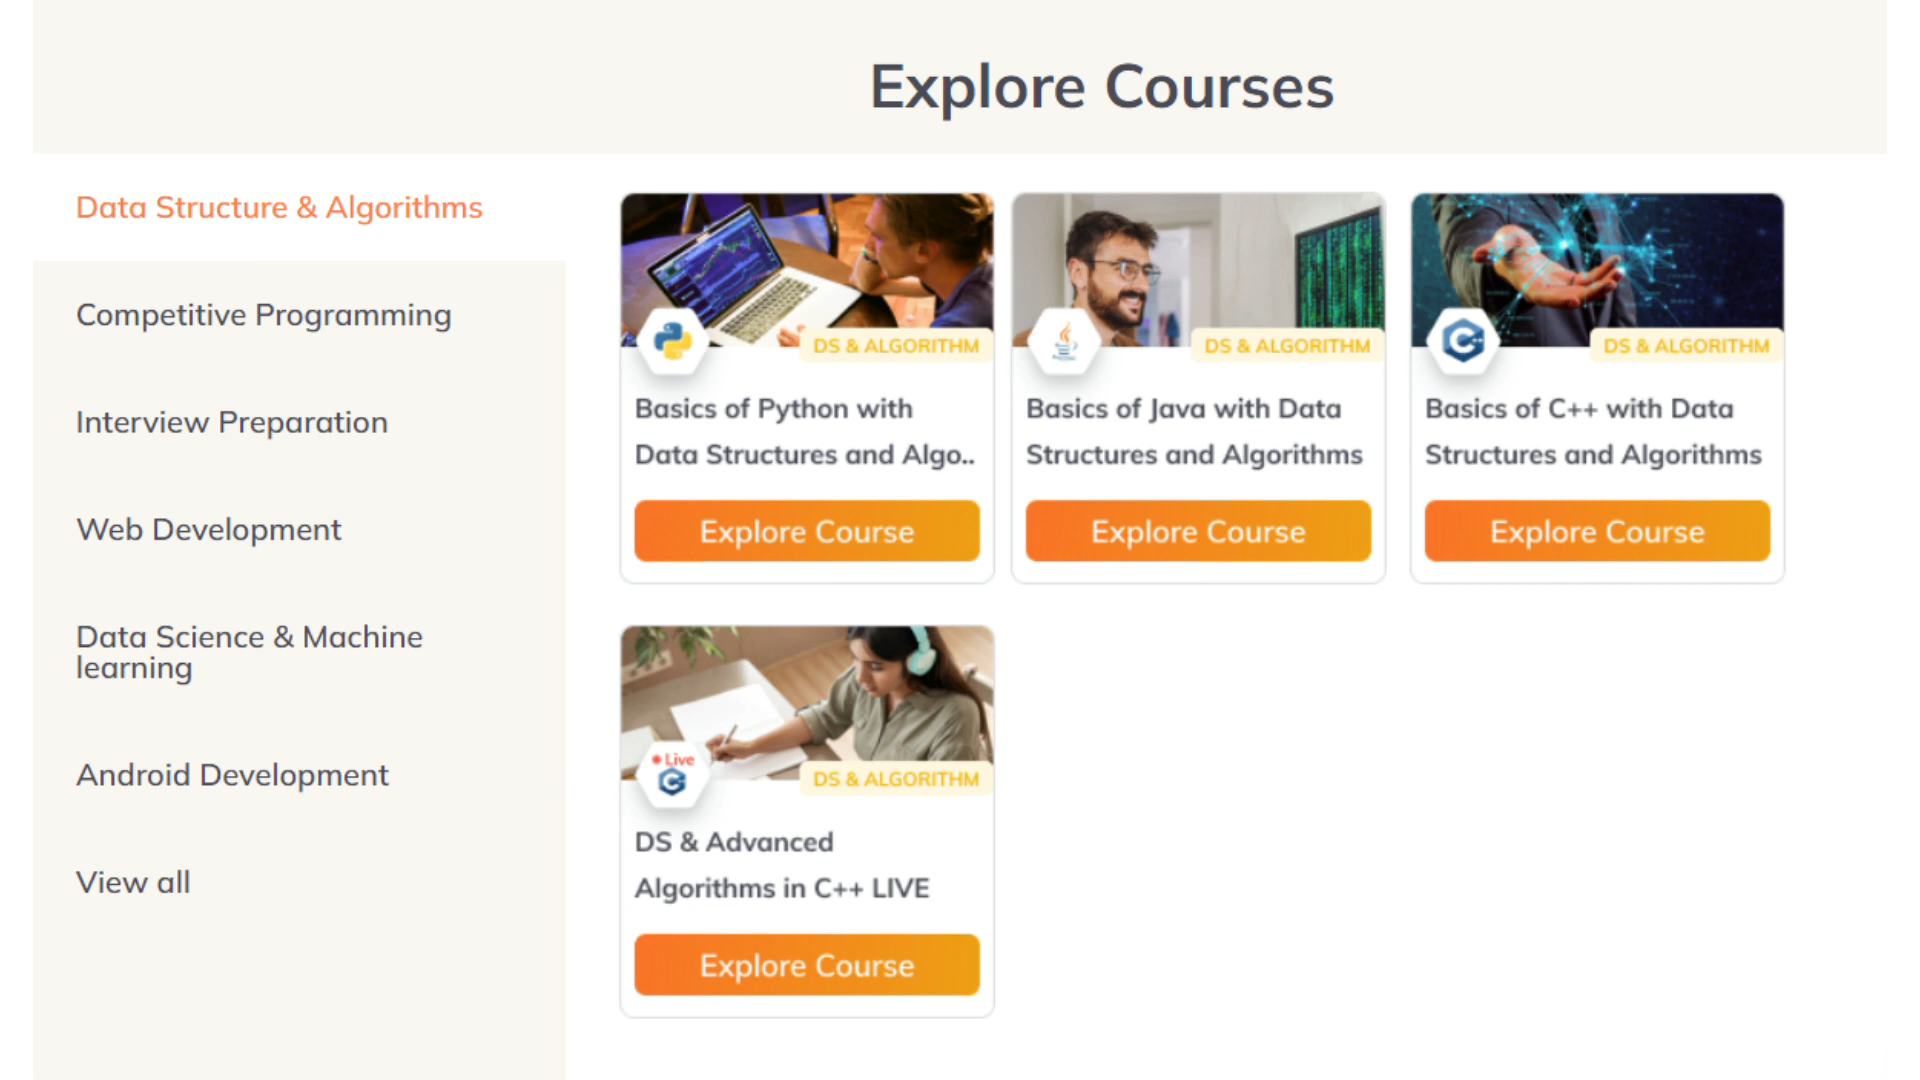 Explore Courses
Data Structure & Algorithms
Competitive Programming
Interview Preparation
Web Development
Data Science & Machine
learning
Android Development
View all
DS & ALGORITHM
Basics of Python with
Data Structures and Algo..
Explore Course
DS & ALGORITHM
Basics of Java with Data
Structures and Algorithms
Explore Course
C++
DS & ALGORITHM
Basics of C++ with Data
Structures and Algorithms
Explore Course
Live
C
DS & ALGORITHM
DS & Advanced
Algorithms in C++ LIVE
Explore Course